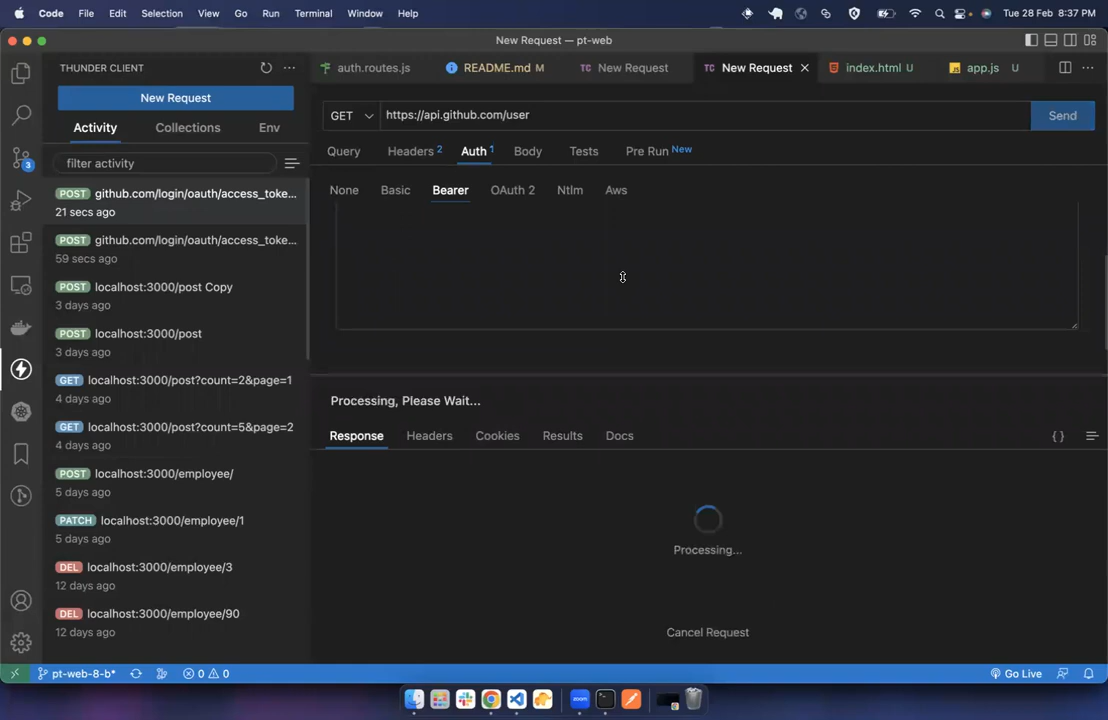 Code File Edit Selection View Go Run Terminal Window Help Tue 28 Feb 8:37 PM
New Request — pt-web
THUNDER CLIENT
auth.routes.js README.md M New Request New Request index.html U app.js U
New Request
GET https://api.github.com/user Send
Activity Collections Env
Query Headers 2 Auth 1 Body Tests Pre Run New
filter activity
None Basic Bearer OAuth 2 Ntlm Aws
POST github.com/login/oauth/access_toke...
21 secs ago
POST github.com/login/oauth/access_toke...
59 secs ago
POST localhost:3000/post Copy
3 days ago
POST localhost:3000/post
3 days ago
GET localhost:3000/post?count=2&page=1
4 days ago
GET localhost:3000/post?count=5&page=2
4 days ago
POST localhost:3000/employee/
5 days ago
PATCH localhost:3000/employee/1
5 days ago
DEL localhost:3000/employee/3
12 days ago
DEL localhost:3000/employee/90
12 days ago
Processing, Please Wait...
Response Headers Cookies Results Docs
{ }
Processing...
Cancel Request
3
pt-web-8-b* 0 0 Go Live